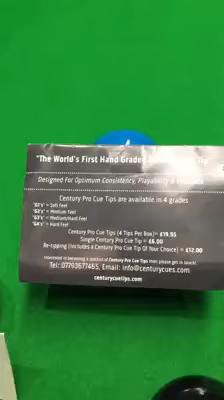 "The World's First Hand Graded Tip"
Designed For Optimum Consistency, Playability &
Century Pro Cue Tips are available in 4 grades
"G1's" = Soft Feel
"G2's" = Medium Feel
"G3's" = Medium/Hard Feel
"G4's" = Hard Feel
Century Pro Cue Tips (4 Tips Per Box)= £19.95
Single Century Pro Cue Tip = £6.00
Re-tipping (Includes a Century Pro Cue Tip Of Your Choice) = £12.00
Interested in becoming a stockist of Century Pro Cue Tips then please get in touch!
Tel: 07793577465, Email: info@centurycues.com
centurycuetips.com